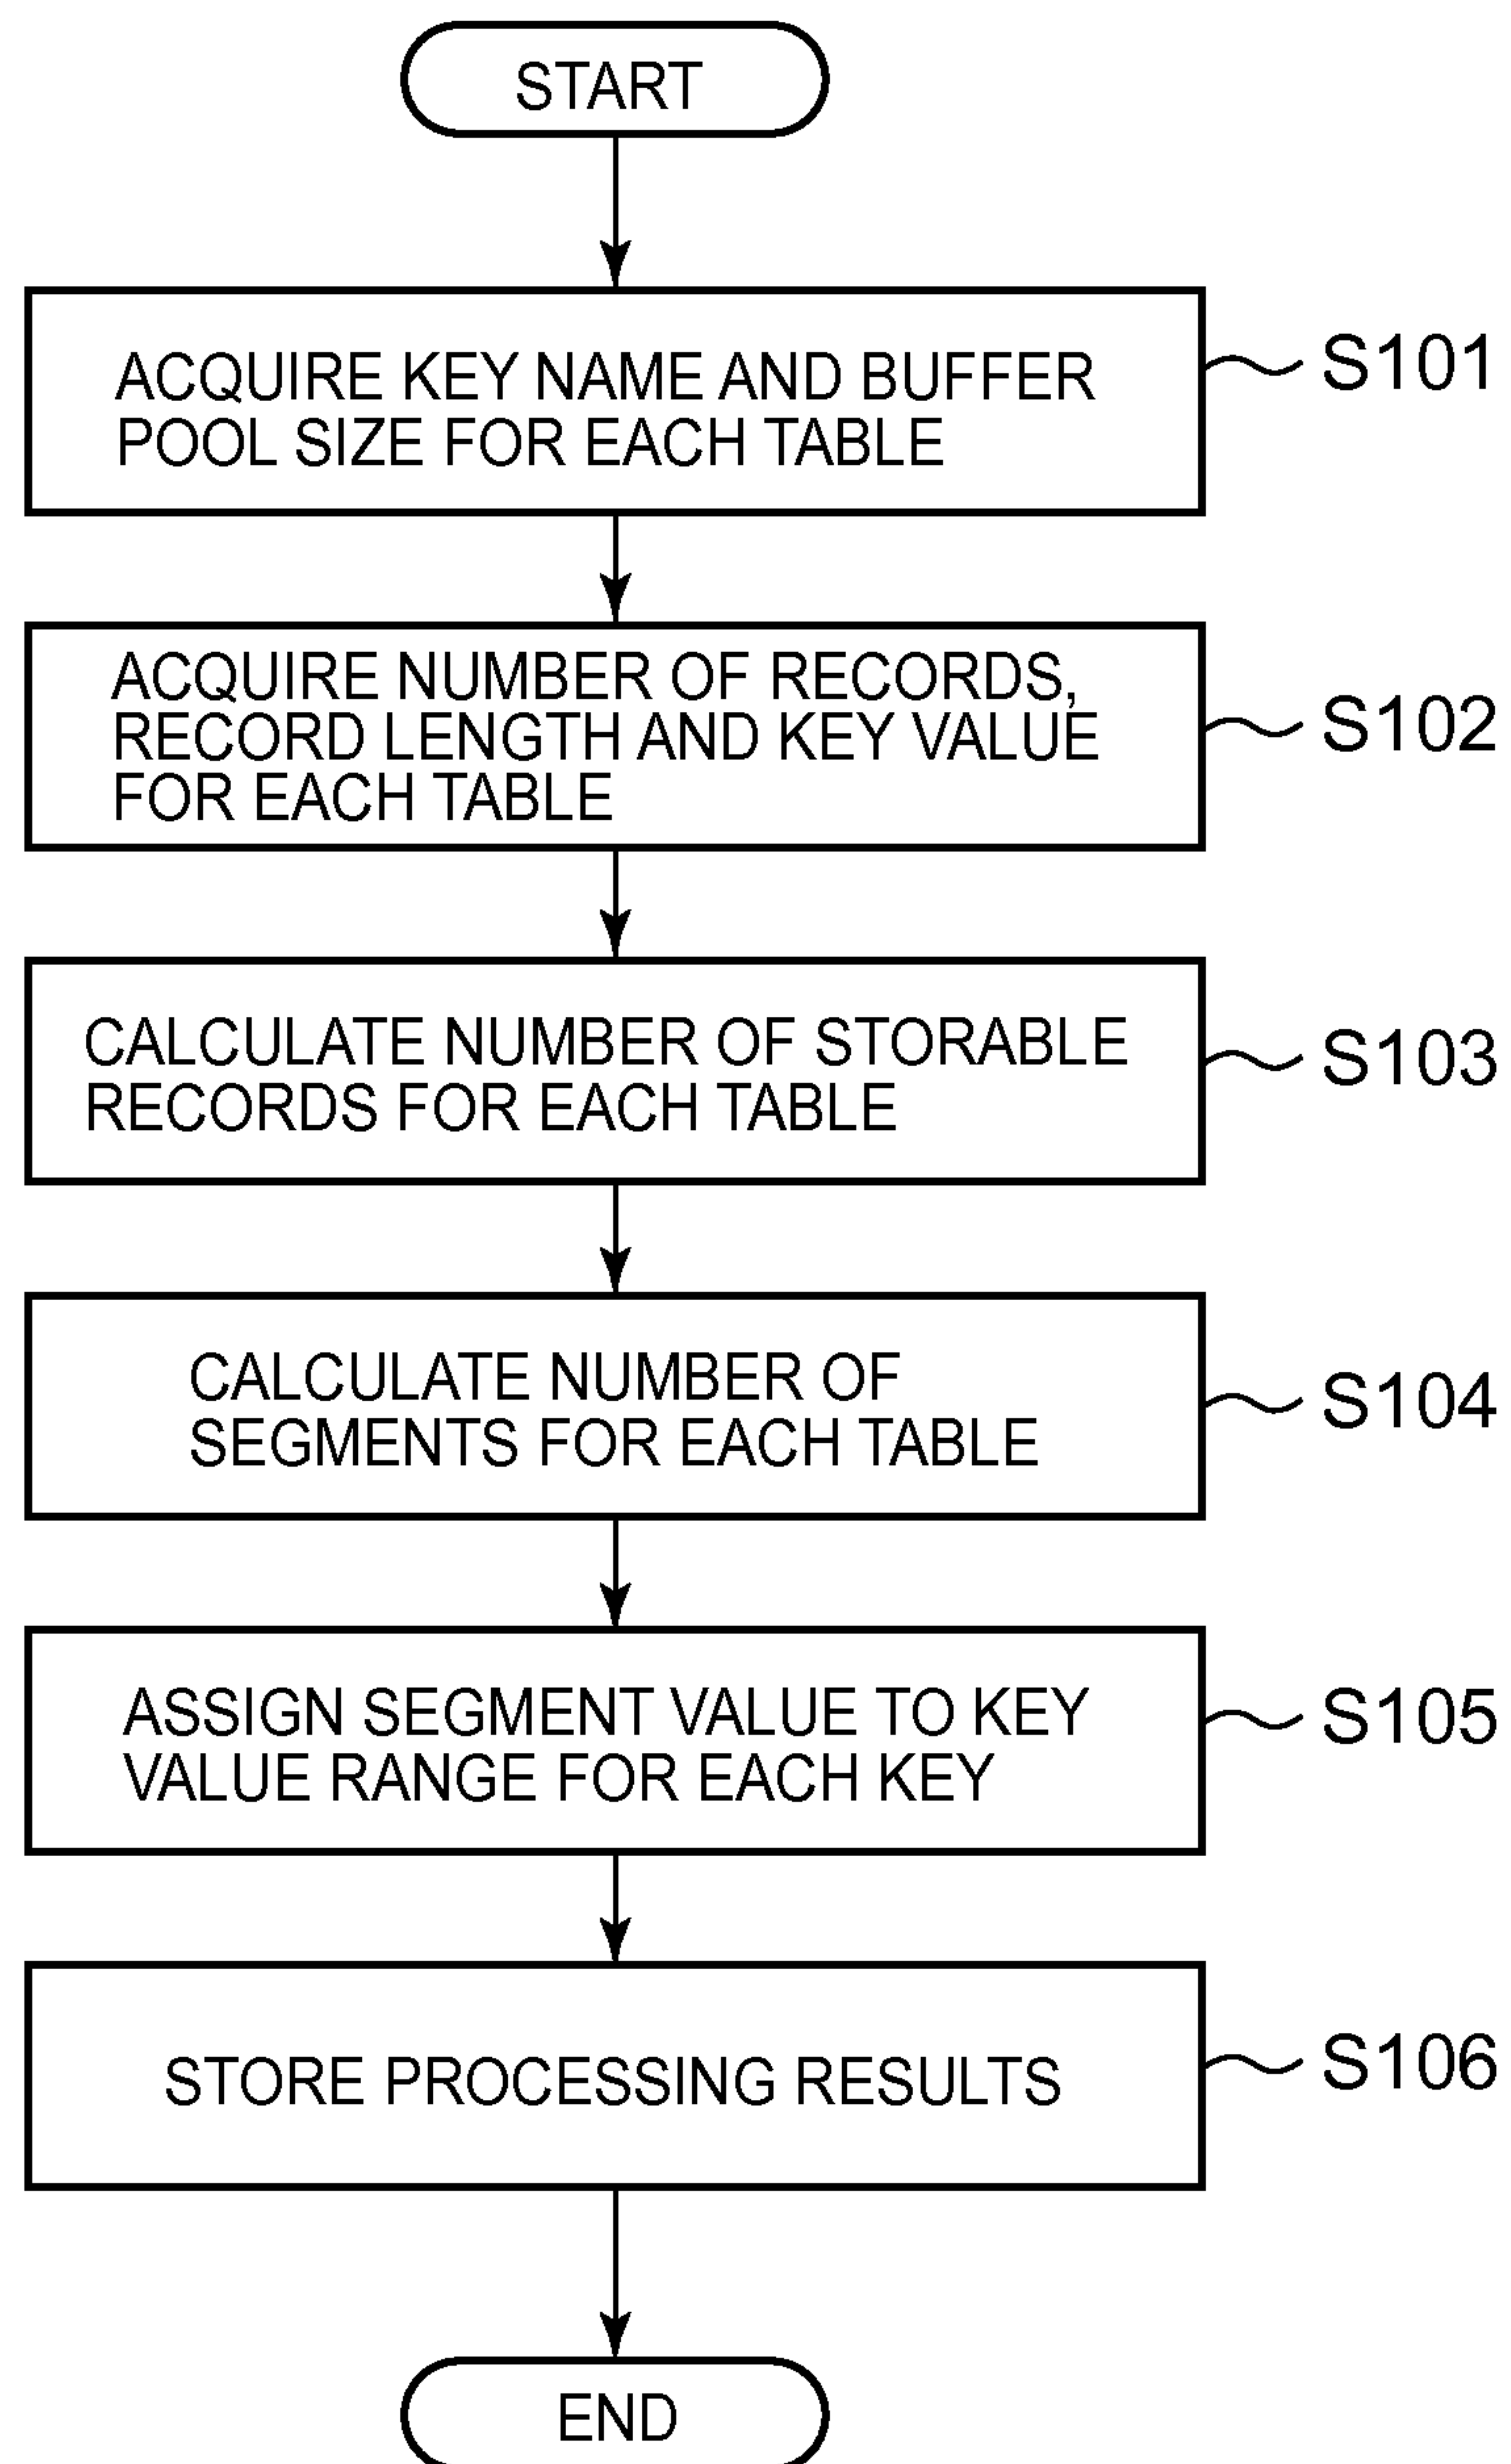 START
ACQUIRE KEY NAME AND BUFFER
POOL SIZE FOR EACH TABLE
S101
ACQUIRE NUMBER OF RECORDS,
RECORD LENGTH AND KEY VALUE
FOR EACH TABLE
S102
CALCULATE NUMBER OF STORABLE
RECORDS FOR EACH TABLE
S103
CALCULATE NUMBER OF
SEGMENTS FOR EACH TABLE
S104
ASSIGN SEGMENT VALUE TO KEY
VALUE RANGE FOR EACH KEY
S105
STORE PROCESSING RESULTS
S106
END